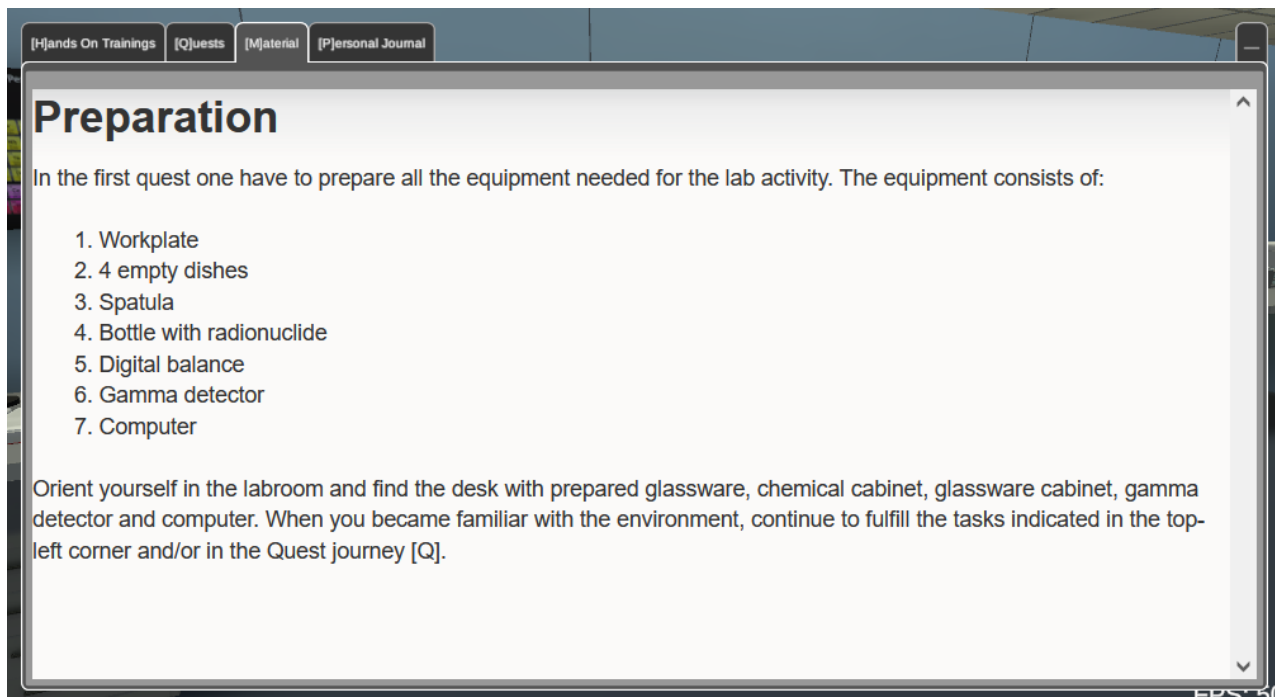 [H]ands On Trainings [Q]uests [M]aterial [P]ersonal Journal
Preparation
In the first quest one have to prepare all the equipment needed for the lab activity. The equipment consists of:
1. Workplate
2. 4 empty dishes
3. Spatula
4. Bottle with radionuclide
5. Digital balance
6. Gamma detector
7. Computer
Orient yourself in the labroom and find the desk with prepared glassware, chemical cabinet, glassware cabinet, gamma
detector and computer. When you became familiar with the environment, continue to fulfill the tasks indicated in the top-
left corner and/or in the Quest journey [Q].